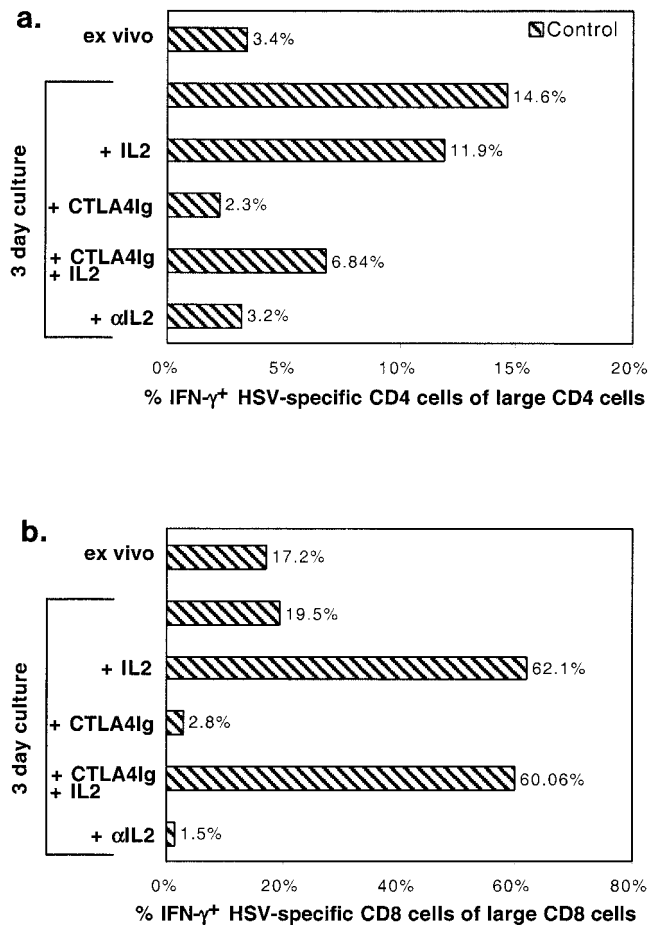 a.
Control
ex vivo
3.4%
14.6%
+ IL2
11.9%
+ CTLA4Ig
2.3%
+ CTLA4Ig
+ IL2
6.84%
+ αIL2
3.2%
3 day culture
0% 5% 10% 15% 20%
% IFN-γ+ HSV-specific CD4 cells of large CD4 cells
b.
ex vivo
17.2%
19.5%
+ IL2
62.1%
+ CTLA4Ig
2.8%
+ CTLA4Ig
+ IL2
60.06%
+ αIL2
1.5%
3 day culture
0% 20% 40% 60% 80%
% IFN-γ+ HSV-specific CD8 cells of large CD8 cells